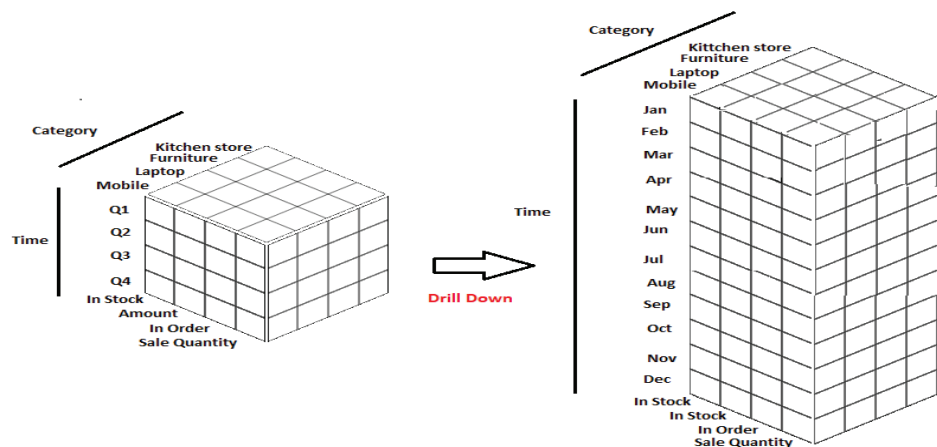 Category
Kitchen store
Furniture
Laptop
Mobile
Time
Q1
Q2
Q3
Q4
In Stock
Amount
In Order
Sale Quantity
Drill Down
Category
Kittchen store
Furniture
Laptop
Mobile
Time
Jan
Feb
Mar
Apr
May
Jun
Jul
Aug
Sep
Oct
Nov
Dec
In Stock
In Stock
In Order
Sale Quantity